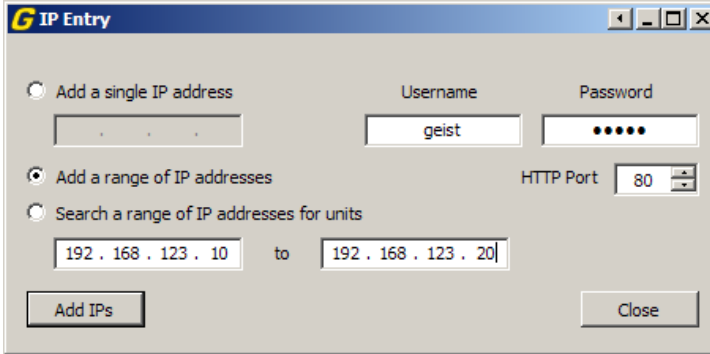 G IP Entry
Add a single IP address Username Password
. . . geist •••••
Add a range of IP addresses HTTP Port 80
Search a range of IP addresses for units
192 . 168 . 123 . 10 to 192 . 168 . 123 . 20
Add IPs Close